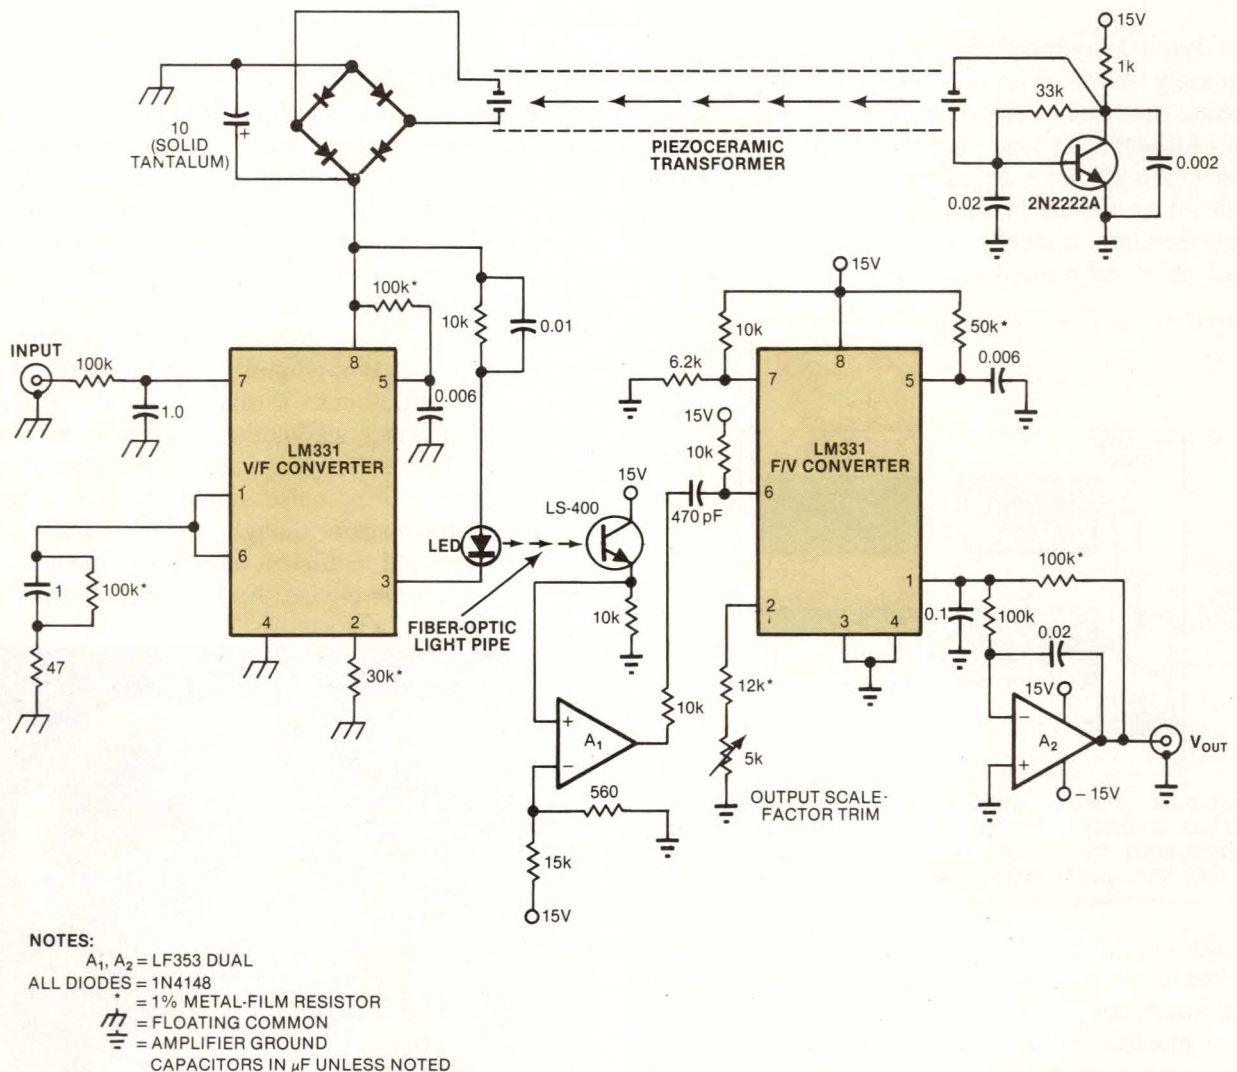 15V
1k
33k
10
(SOLID
TANTALUM)
+
PIEZOCERAMIC
TRANSFORMER
0.02
2N2222A
0.002
15V
100k*
10k
0.01
10k
50k*
INPUT
100k
8
7
5
0.006
1.0
6.2k
8
7
5
0.006
15V
10k
LM331
V/F CONVERTER
LM331
F/V CONVERTER
1
6
15V
LS-400
470 pF
6
LED
3
1
100k*
1
100k*
4
2
FIBER-OPTIC
LIGHT PIPE
10k
2
3
4
0.1
100k
0.02
47
30k*
10k
12k*
15V
+
A1
−
5k
−
A2
+
VOUT
−15V
560
OUTPUT SCALE-
FACTOR TRIM
15k
15V
NOTES:
A1, A2 = LF353 DUAL
ALL DIODES = 1N4148
* = 1% METAL-FILM RESISTOR
= FLOATING COMMON
= AMPLIFIER GROUND
CAPACITORS IN µF UNLESS NOTED